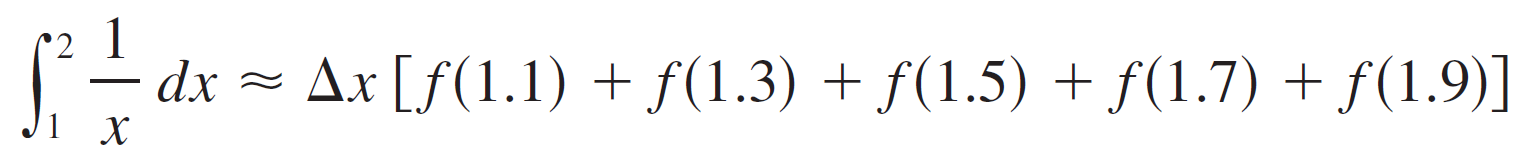 ∫₁² 1/x dx ≈ Δx [f(1.1) + f(1.3) + f(1.5) + f(1.7) + f(1.9)]